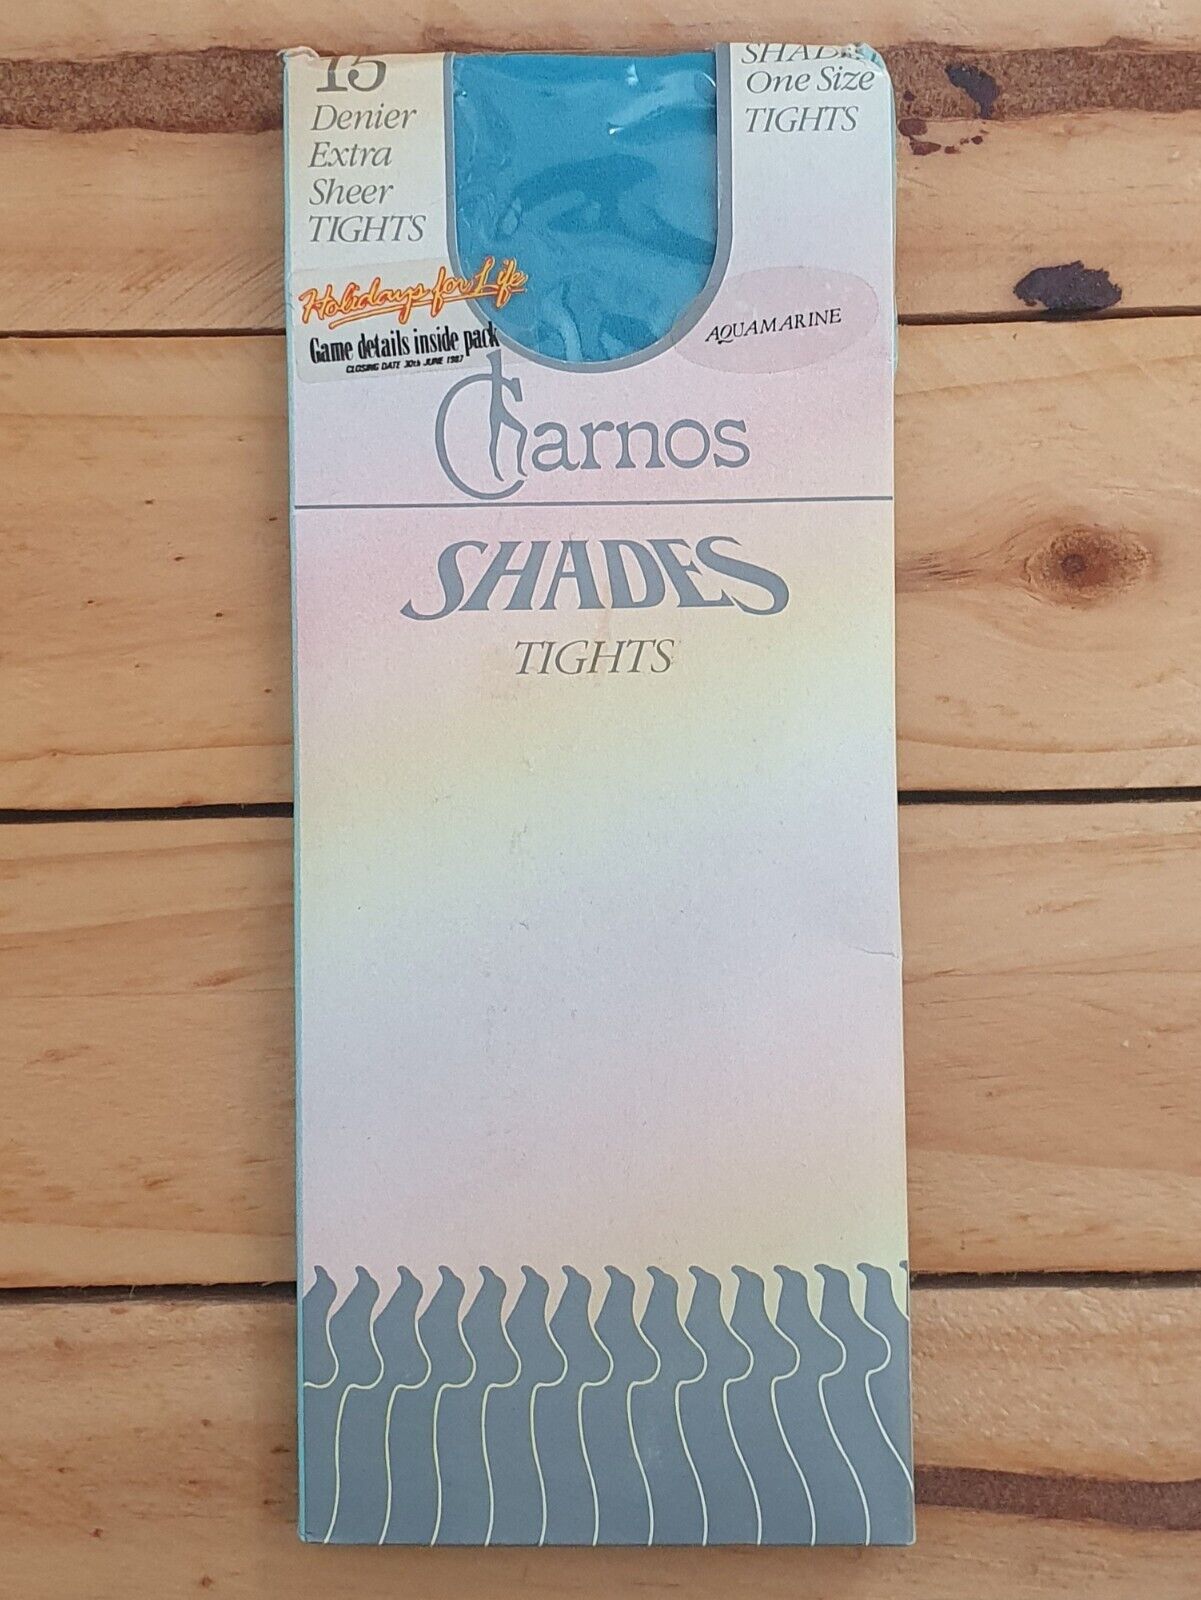 15
Denier
Extra
Sheer
TIGHTS
SHADES
One Size
TIGHTS
Holidays for Life
Game details inside pack
CLOSING DATE 30th JUNE 1987
AQUAMARINE
Charnos
SHADES
TIGHTS